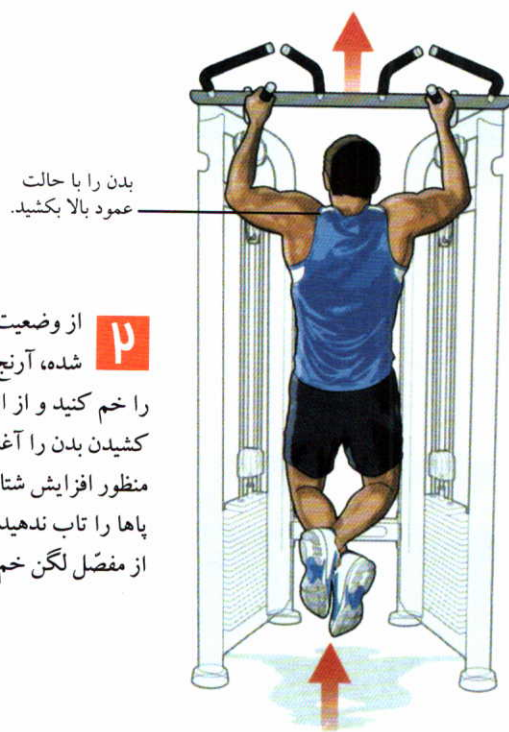 بدن را با حالت
عمود بالا بکشید.
۲
از وضعیت
شده، آرنج
را خم کنید و از ا
کشیدن بدن را آغ
منظور افزایش شتا
پاها را تاب ندهید
از مفصّل لگن خم